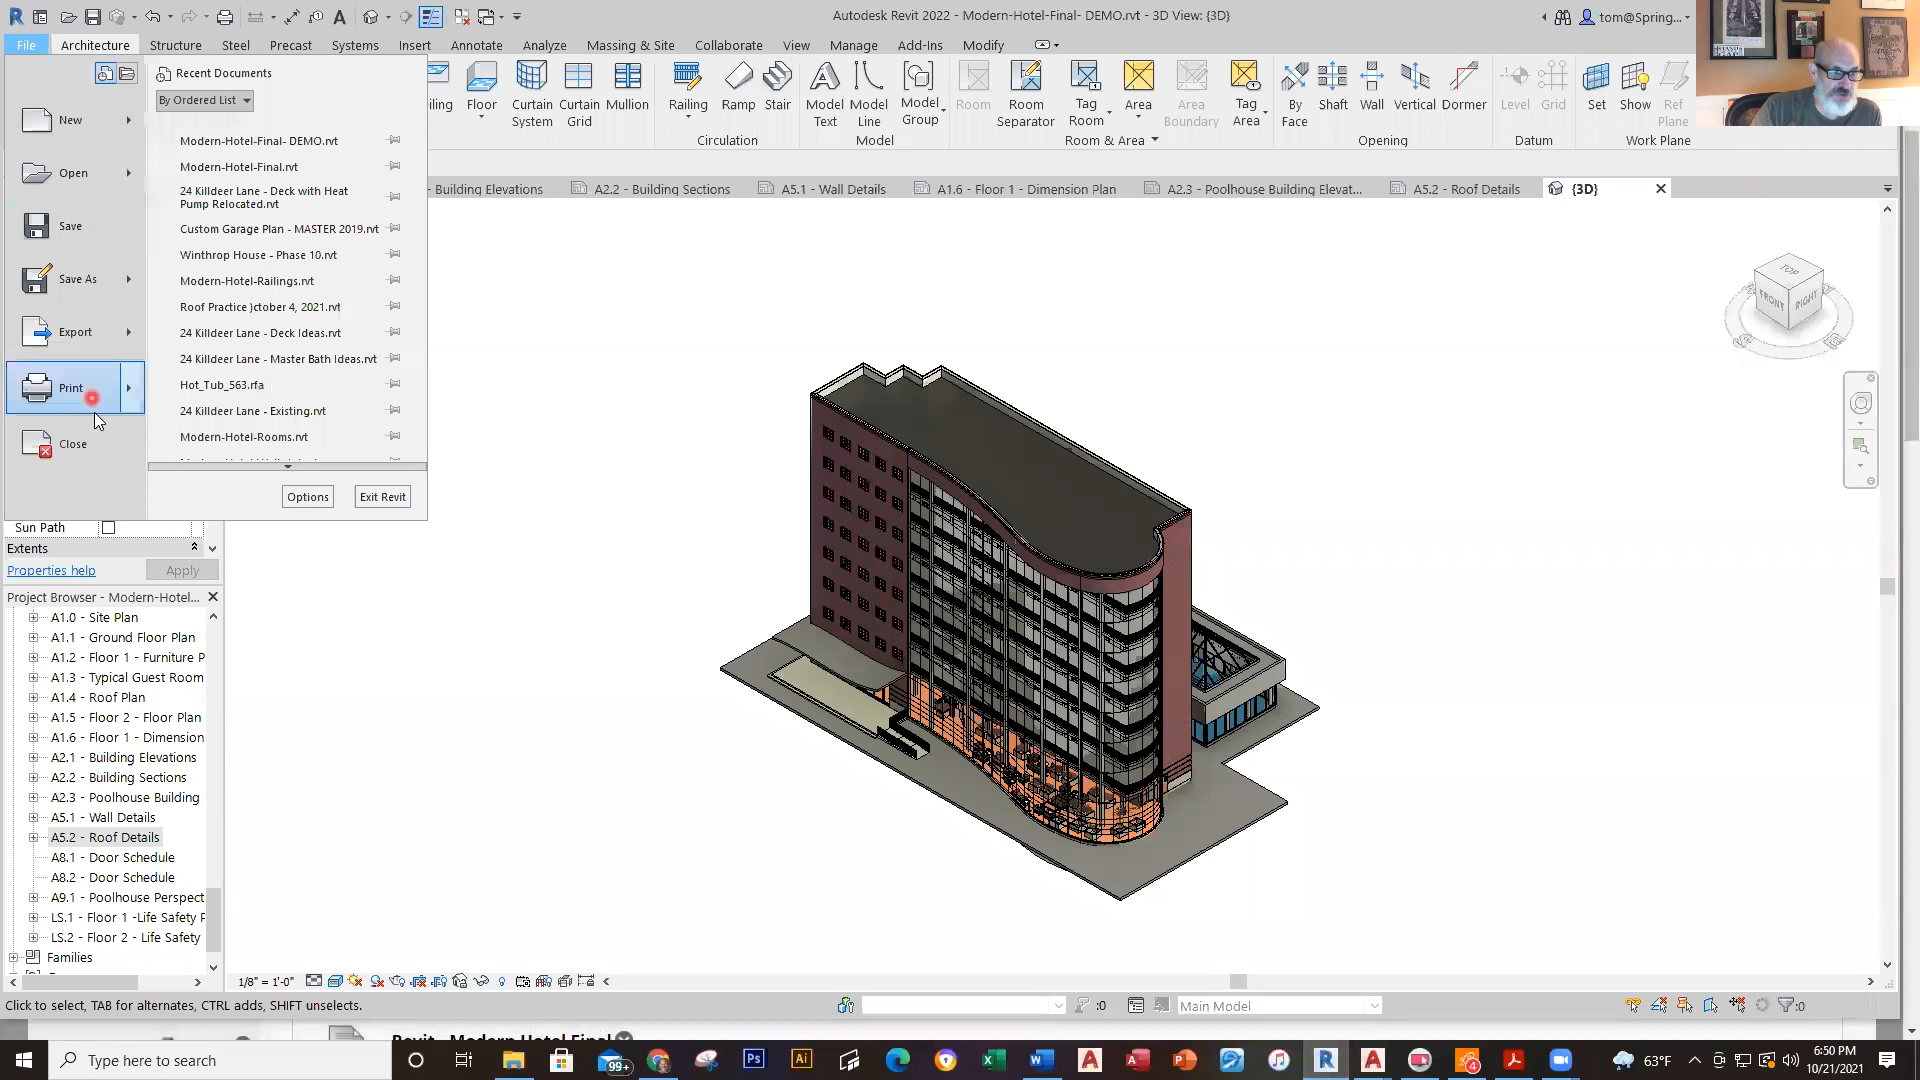 Autodesk Revit 2022 - Modern-Hotel-Final- DEMO.rvt - 3D View: {3D}
tom@Spring...
File
Architecture
Structure
Steel
Precast
Systems
Insert
Annotate
Analyze
Massing & Site
Collaborate
View
Manage
Add-Ins
Modify
Recent Documents
By Ordered List
New
Open
Save
Save As
Export
Print
Close
Modern-Hotel-Final- DEMO.rvt
Modern-Hotel-Final.rvt
24 Killdeer Lane - Deck with Heat
Pump Relocated.rvt
Custom Garage Plan - MASTER 2019.rvt
Winthrop House - Phase 10.rvt
Modern-Hotel-Railings.rvt
Roof Practice )ctober 4, 2021.rvt
24 Killdeer Lane - Deck Ideas.rvt
24 Killdeer Lane - Master Bath Ideas.rvt
Hot_Tub_563.rfa
24 Killdeer Lane - Existing.rvt
Modern-Hotel-Rooms.rvt
Options
Exit Revit
iling
Floor
Curtain
System
Curtain
Grid
Mullion
Railing
Ramp
Stair
Circulation
Model
Text
Model
Line
Model
Group
Model
Room
Room
Separator
Tag
Room
Area
Area
Boundary
Tag
Area
Room & Area
By
Face
Shaft
Wall
Vertical
Dormer
Opening
Level
Grid
Datum
Set
Show
Ref
Plane
Work Plane
- Building Elevations
A2.2 - Building Sections
A5.1 - Wall Details
A1.6 - Floor 1 - Dimension Plan
A2.3 - Poolhouse Building Elevat...
A5.2 - Roof Details
{3D}
TOP
FRONT
RIGHT
Sun Path
Extents
Properties help
Apply
Project Browser - Modern-Hotel...
A1.0 - Site Plan
A1.1 - Ground Floor Plan
A1.2 - Floor 1 - Furniture P
A1.3 - Typical Guest Room
A1.4 - Roof Plan
A1.5 - Floor 2 - Floor Plan
A1.6 - Floor 1 - Dimension
A2.1 - Building Elevations
A2.2 - Building Sections
A2.3 - Poolhouse Building
A5.1 - Wall Details
A5.2 - Roof Details
A8.1 - Door Schedule
A8.2 - Door Schedule
A9.1 - Poolhouse Perspect
LS.1 - Floor 1 -Life Safety P
LS.2 - Floor 2 - Life Safety
Families
1/8" = 1'-0"
Click to select, TAB for alternates, CTRL adds, SHIFT unselects.
:0
Main Model
:0
Revit - Modern Hotel Final
Type here to search
99+
Ps
Ai
4
63°F
6:50 PM
10/21/2021